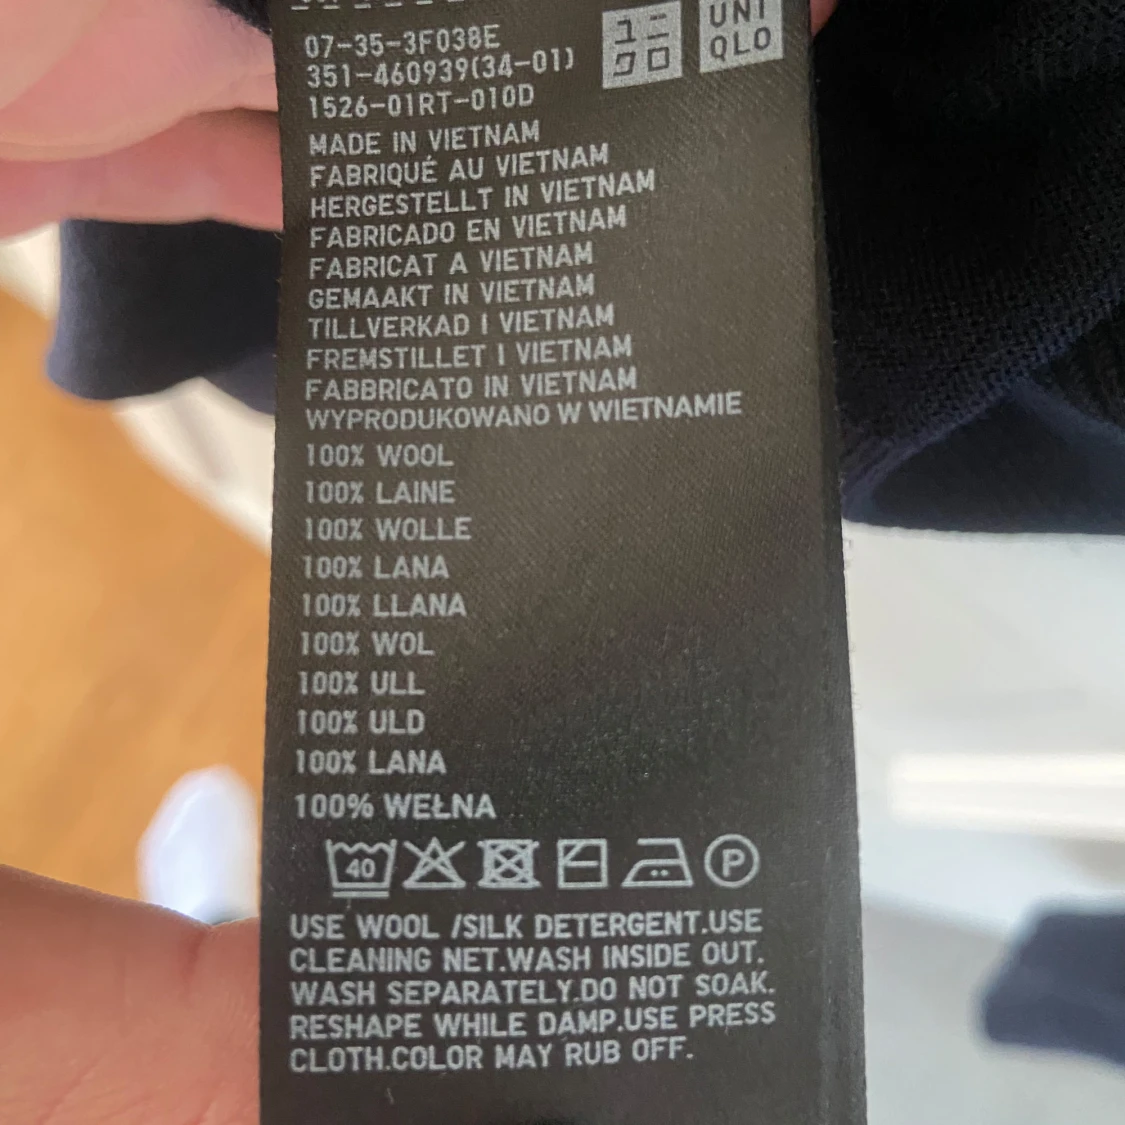 07-35-3F038E
351-460939(34-01)
1526-01RT-010D
UNI
QLO
MADE IN VIETNAM
FABRIQUÉ AU VIETNAM
HERGESTELLT IN VIETNAM
FABRICADO EN VIETNAM
FABRICAT A VIETNAM
GEMAAKT IN VIETNAM
TILLVERKAD I VIETNAM
FREMSTILLET I VIETNAM
FABBRICATO IN VIETNAM
WYPRODUKOWANO W WIETNAMIE
100% WOOL
100% LAINE
100% WOLLE
100% LANA
100% LLANA
100% WOL
100% ULL
100% ULD
100% LANA
100% WEŁNA
40 P
USE WOOL /SILK DETERGENT.USE
CLEANING NET.WASH INSIDE OUT.
WASH SEPARATELY.DO NOT SOAK.
RESHAPE WHILE DAMP.USE PRESS
CLOTH.COLOR MAY RUB OFF.